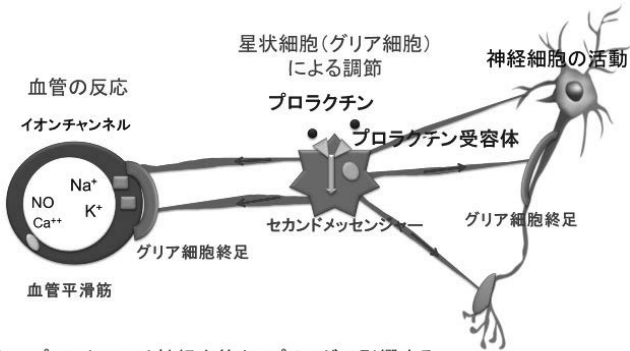 星状細胞(グリア細胞)
による調節
神経細胞の活動
血管の反応
プロラクチン
イオンチャンネル
プロラクチン受容体
Na⁺
NO
K⁺
Ca⁺⁺
セカンドメッセンジャー
グリア細胞終足
グリア細胞終足
血管平滑筋